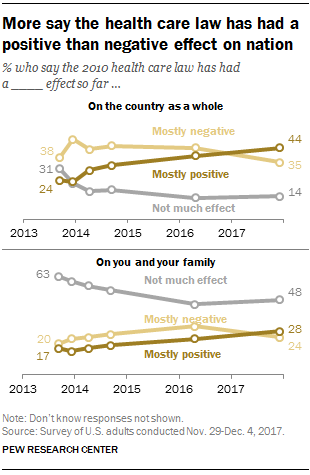 More say the health care law has had a
positive than negative effect on nation
% who say the 2010 health care law has had
a ____ effect so far ...
On the country as a whole
Mostly negative
38
44
31
35
24
Mostly positive
14
Not much effect
2013 2014 2015 2016 2017
On you and your family
63
Not much effect
48
Mostly negative
20
28
17
24
Mostly positive
2013 2014 2015 2016 2017
Note: Don't know responses not shown.
Source: Survey of U.S. adults conducted Nov. 29-Dec. 4, 2017.
PEW RESEARCH CENTER